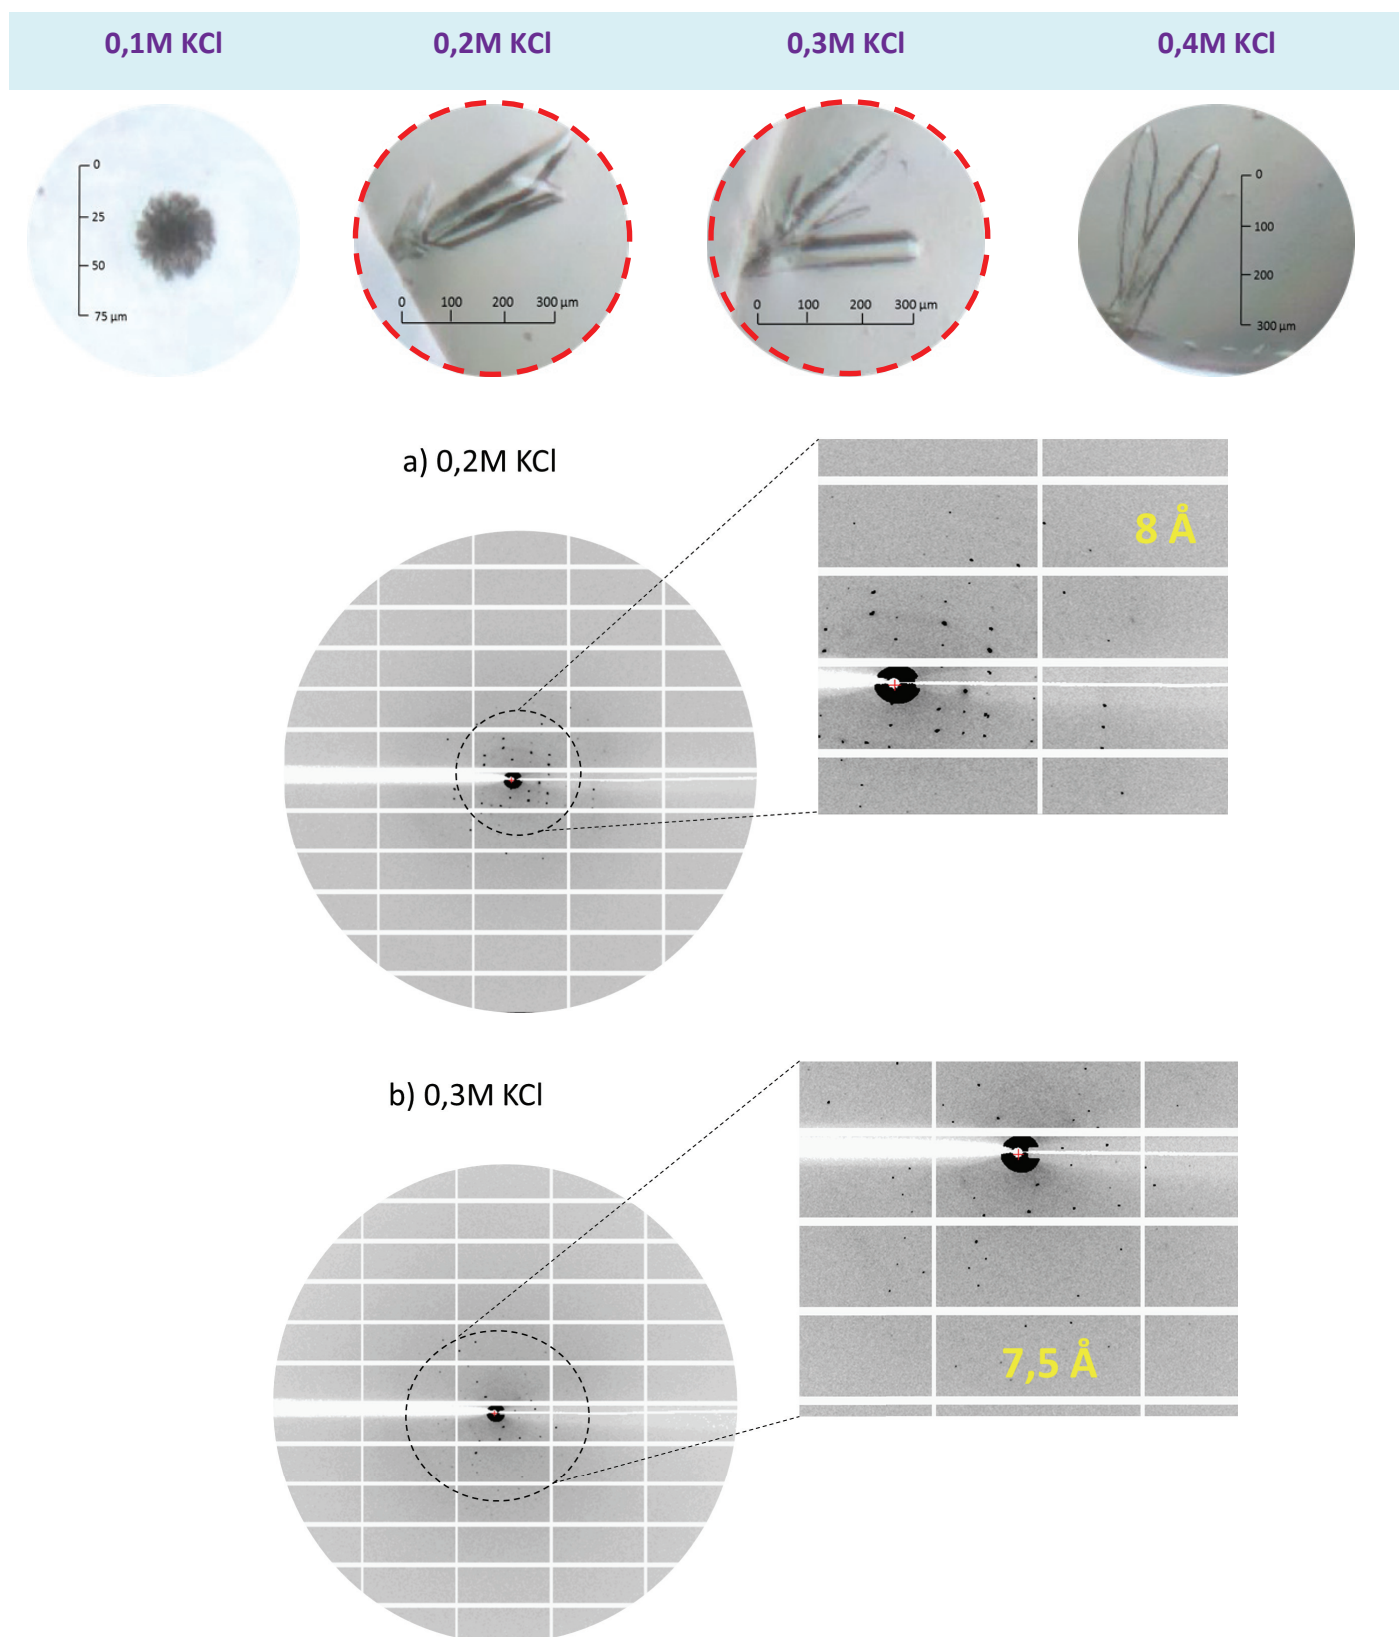 0,1M KCl
0,2M KCl
0,3M KCl
0,4M KCl
0
25
50
75 µm
0 100 200 300 µm
0 100 200 300 µm
0
100
200
300 µm
a) 0,2M KCl
8 Å
b) 0,3M KCl
7,5 Å